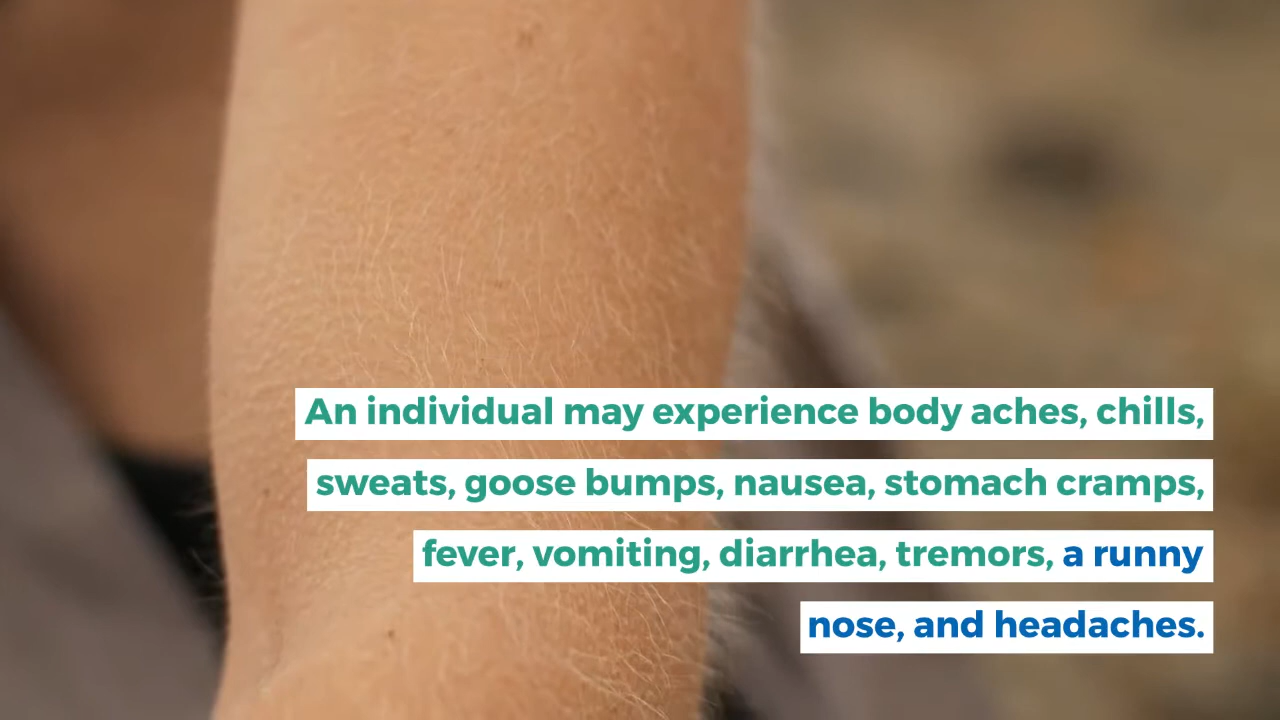 An individual may experience body aches, chills,
sweats, goose bumps, nausea, stomach cramps,
fever, vomiting, diarrhea, tremors, a runny
nose, and headaches.